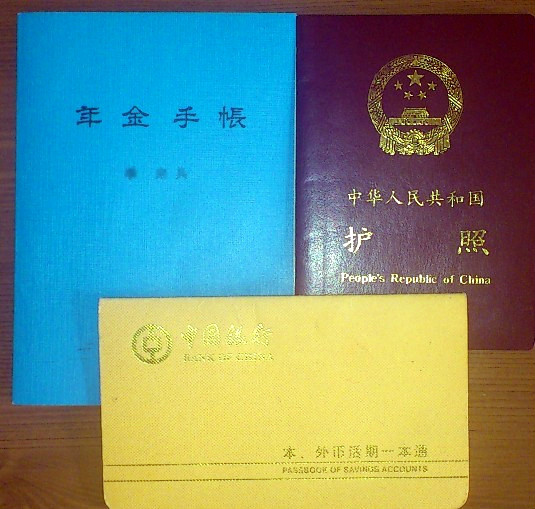 年金手帳
中华人民共和国
护照
People's Republic of China
中国银行
BANK OF CHINA
本、外币活期一本通
PASSBOOK OF SAVINGS ACCOUNTS